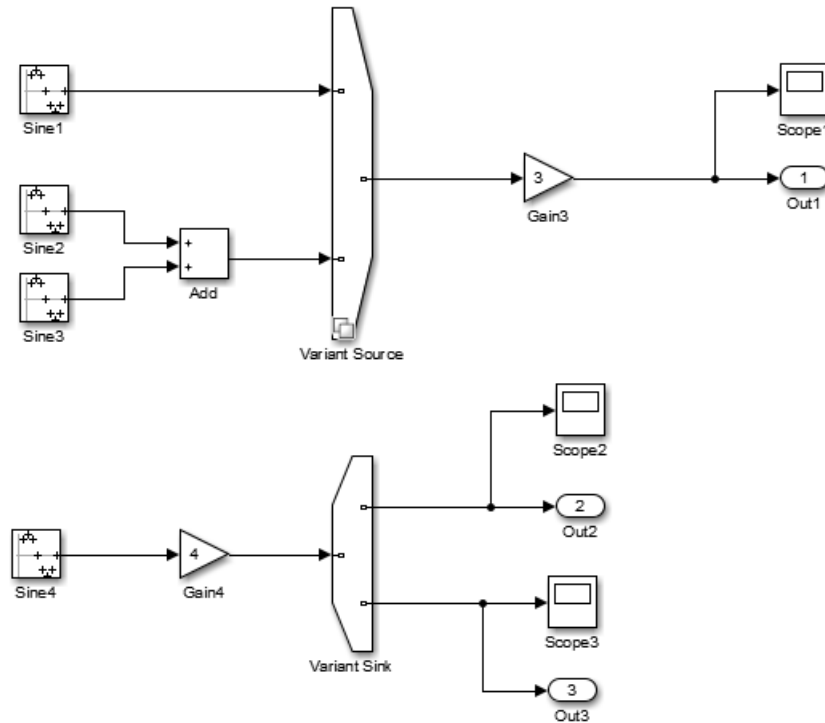 Sine1
Scope1
3
1
Gain3
Out1
Sine2
+
+
Add
Sine3
Variant Source
Scope2
2
Out2
4
Sine4
Gain4
Scope3
Variant Sink
3
Out3